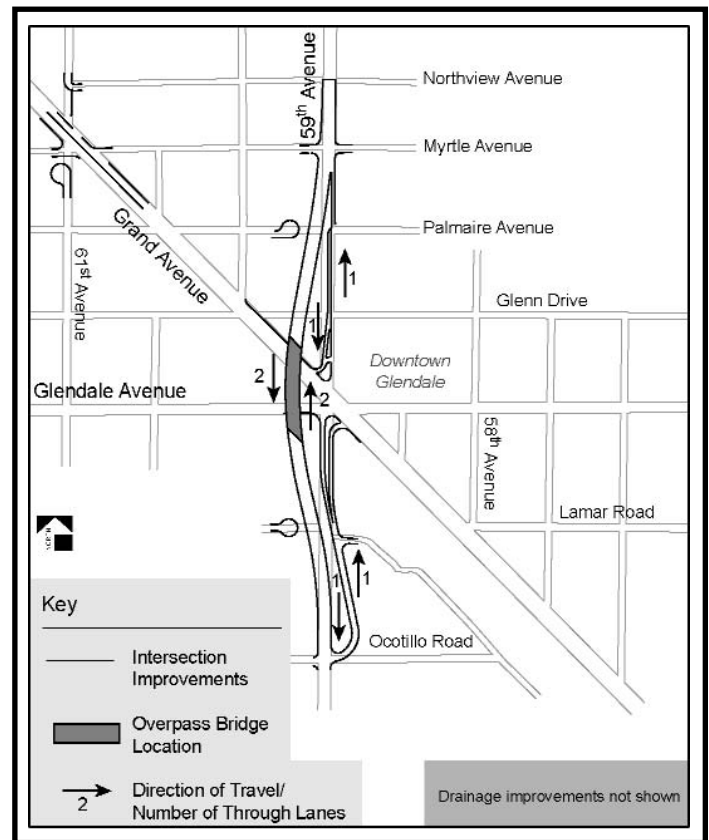 Northview Avenue
59th Avenue
Myrtle Avenue
Grand Avenue
Palmaire Avenue
61st Avenue
1
Glenn Drive
1
Downtown
Glendale
2
Glendale Avenue
2
58th Avenue
Lamar Road
1
1
Ocotillo Road
Key
Intersection
Improvements
Overpass Bridge
Location
2
Direction of Travel/
Number of Through Lanes
Drainage improvements not shown